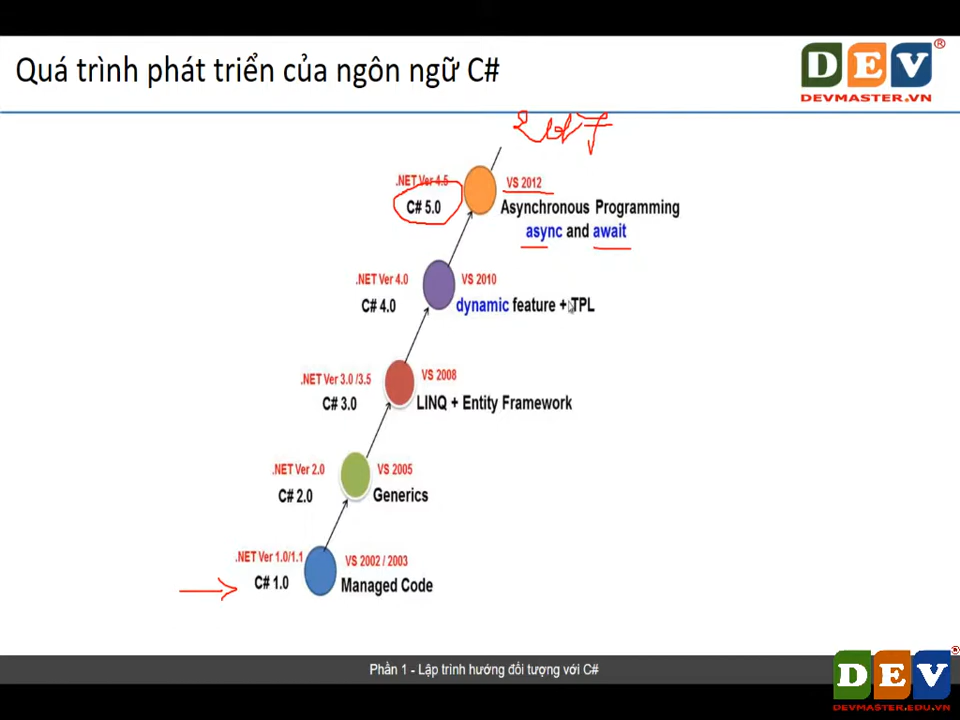 Quá trình phát triển của ngôn ngữ C#
DEV®
DEVMASTER.VN
2017
.NET Ver 4.5
VS 2012
C# 5.0
Asynchronous Programming
async and await
.NET Ver 4.0
VS 2010
C# 4.0
dynamic feature + TPL
.NET Ver 3.0 /3.5
VS 2008
C# 3.0
LINQ + Entity Framework
.NET Ver 2.0
VS 2005
C# 2.0
Generics
.NET Ver 1.0/1.1
VS 2002 / 2003
C# 1.0
Managed Code
Phần 1 - Lập trình hướng đối tượng với C#
DEV®
DEVMASTER.EDU.VN